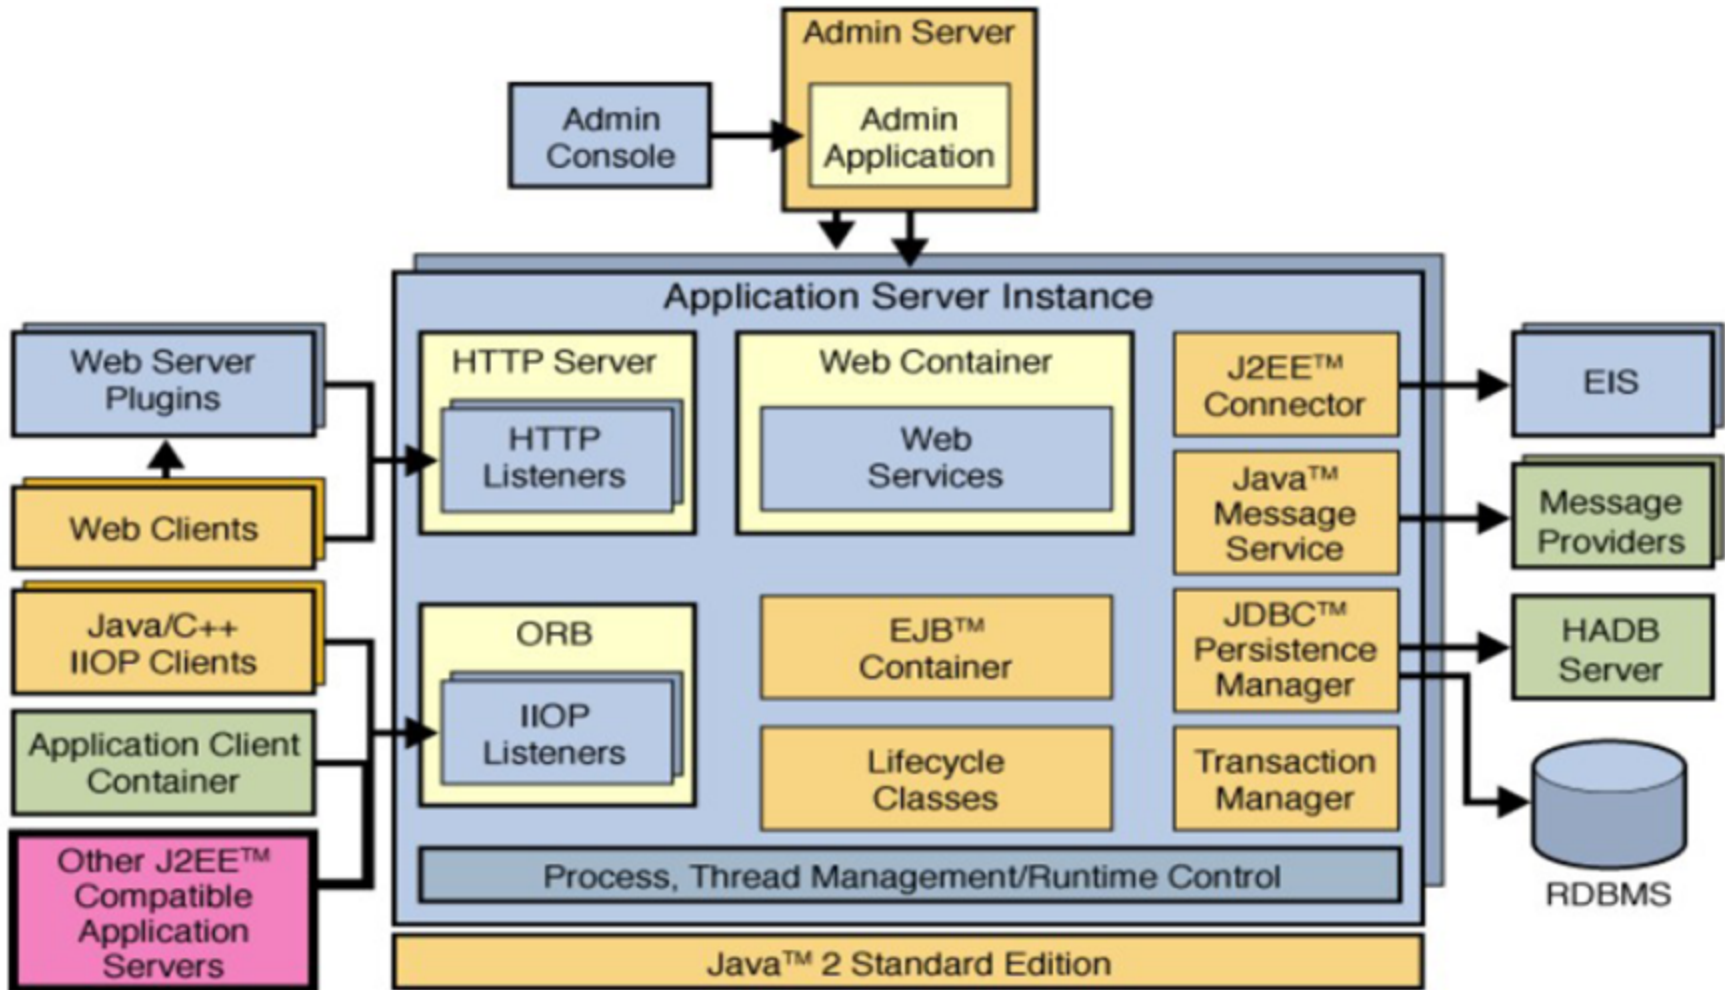 Admin Server
Admin
Console
Admin
Application
Application Server Instance
Web Server
Plugins
Web Clients
Java/C++
IIOP Clients
Application Client
Container
Other J2EE™
Compatible
Application
Servers
HTTP Server
HTTP
Listeners
ORB
IIOP
Listeners
Web Container
Web
Services
EJB™
Container
Lifecycle
Classes
J2EE™
Connector
Java™
Message
Service
JDBC™
Persistence
Manager
Transaction
Manager
Process, Thread Management/Runtime Control
Java™ 2 Standard Edition
EIS
Message
Providers
HADB
Server
RDBMS